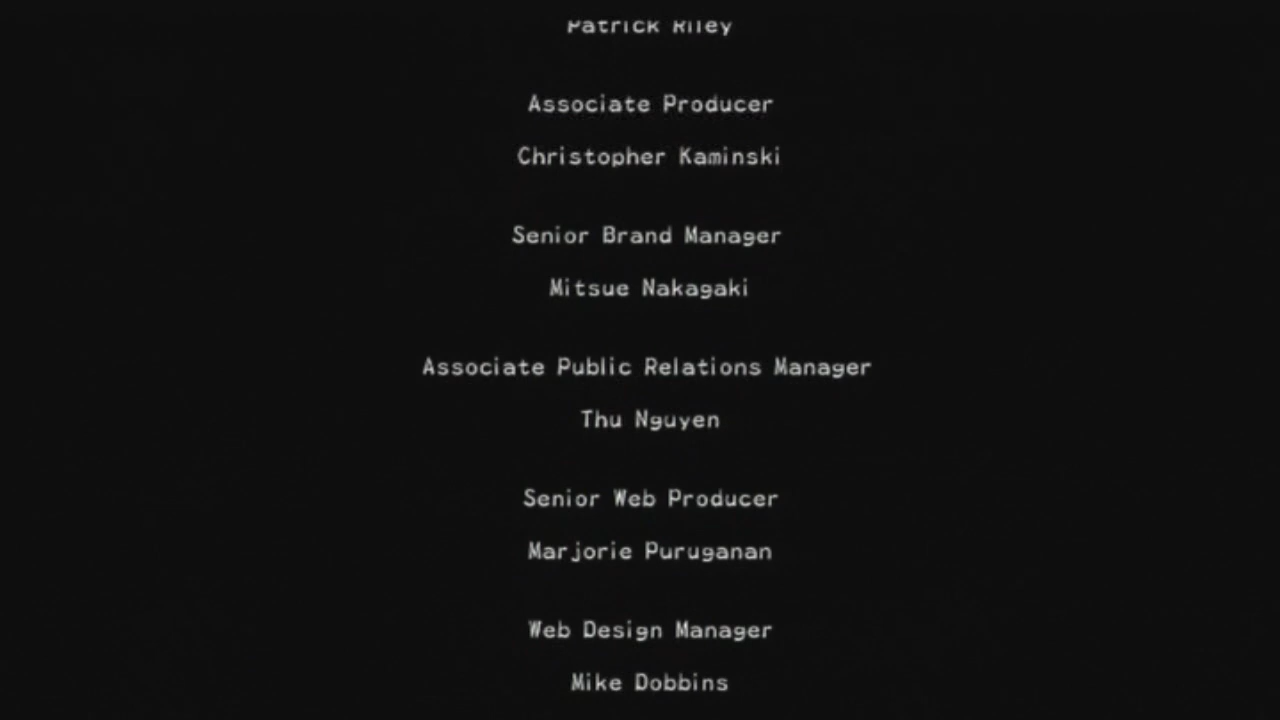 Patrick Riley
Associate Producer
Christopher Kaminski
Senior Brand Manager
Mitsue Nakagaki
Associate Public Relations Manager
Thu Nguyen
Senior Web Producer
Marjorie Puruganan
Web Design Manager
Mike Dobbins